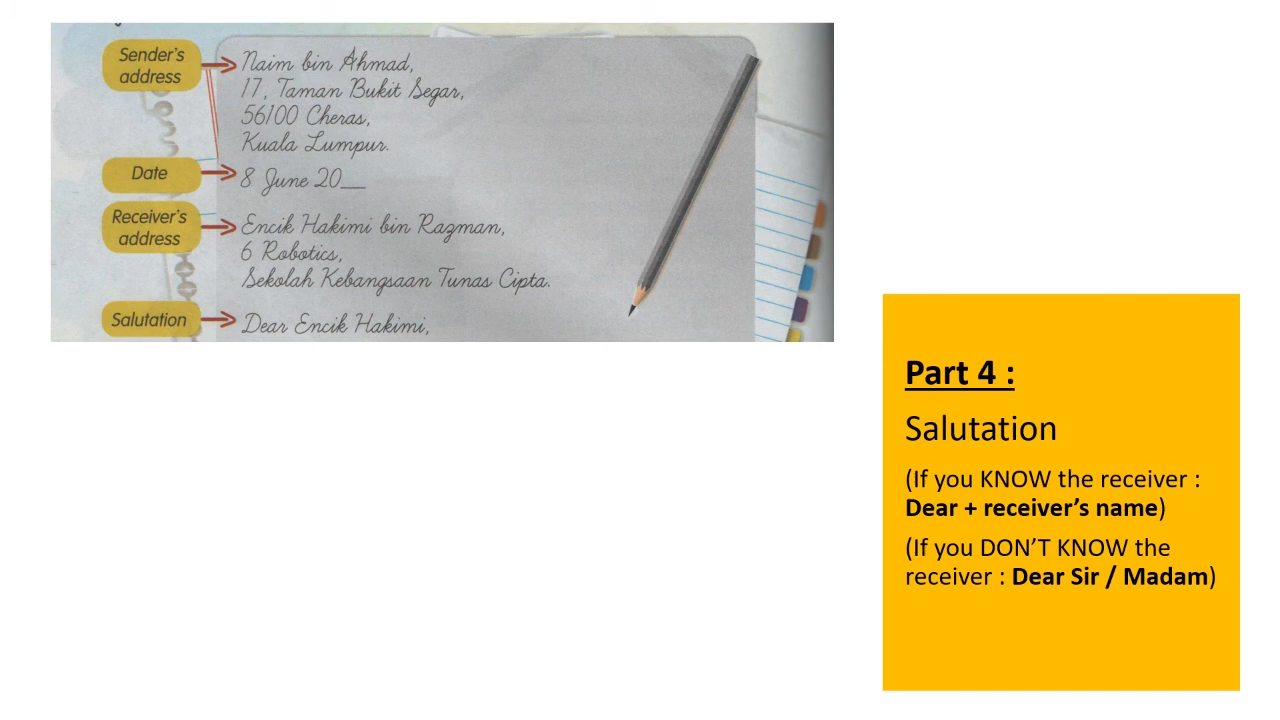 Sender's
address
Naim bin Ahmad,
17, Taman Bukit Segar,
56100 Cheras,
Kuala Lumpur.
Date
8 June 20__
Receiver's
address
Encik Hakimi bin Razman,
6 Robotics,
Sekolah Kebangsaan Tunas Cipta.
Salutation
Dear Encik Hakimi,
Part 4 :
Salutation
(If you KNOW the receiver :
Dear + receiver’s name)
(If you DON’T KNOW the
receiver : Dear Sir / Madam)